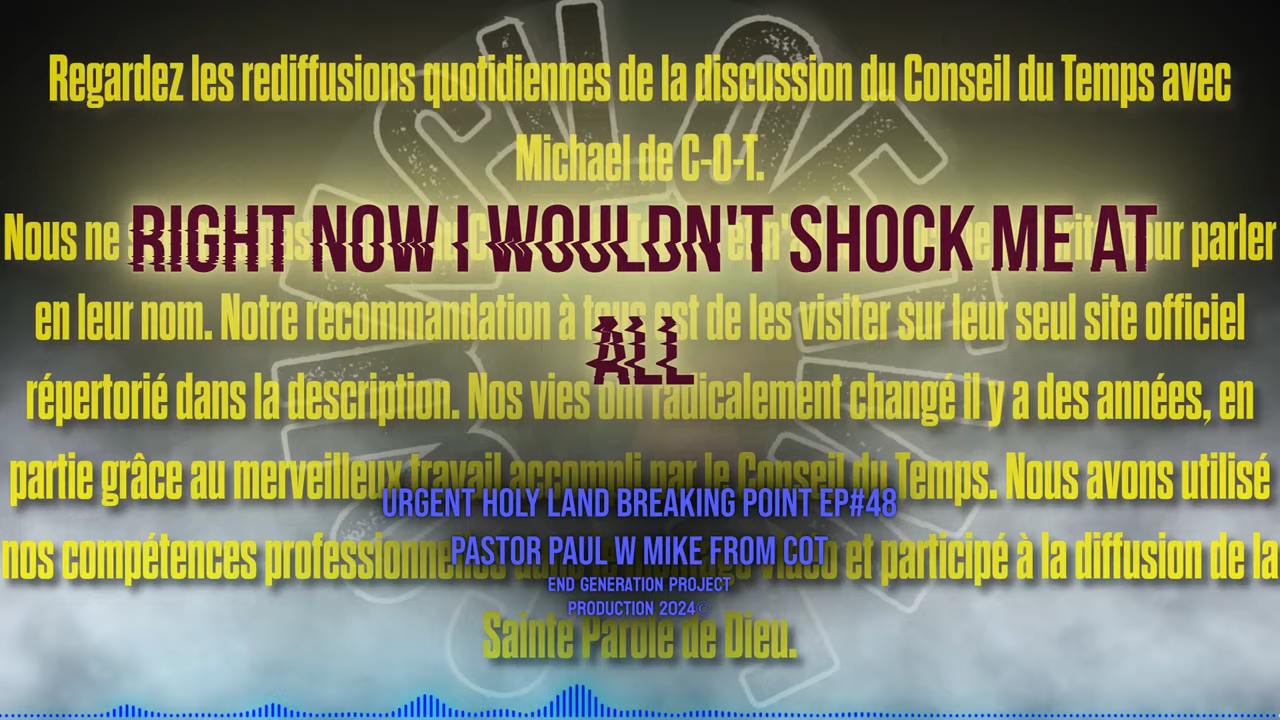 Regardez les rediffusions quotidiennes de la discussion du Conseil du Temps avec
Michael de C-O-T.
Nous ne
parler
RIGHT NOW I WOULDN'T SHOCK ME AT
ALL
en leur nom. Notre recommandation à de les visiter sur leur seul site officiel
répertorié dans la description. Nos vies ont radicalement changé il y a des années, en
partie grâce au merveilleux travail accompli par le Conseil du Temps. Nous avons utilisé
URGENT HOLY LAND BREAKING POINT EP#48
PASTOR PAUL W MIKE FROM COT
nos compétences et participé à la diffusion de la
END GENERATION PROJECT
PRODUCTION 2024©
Sainte Parole de Dieu.